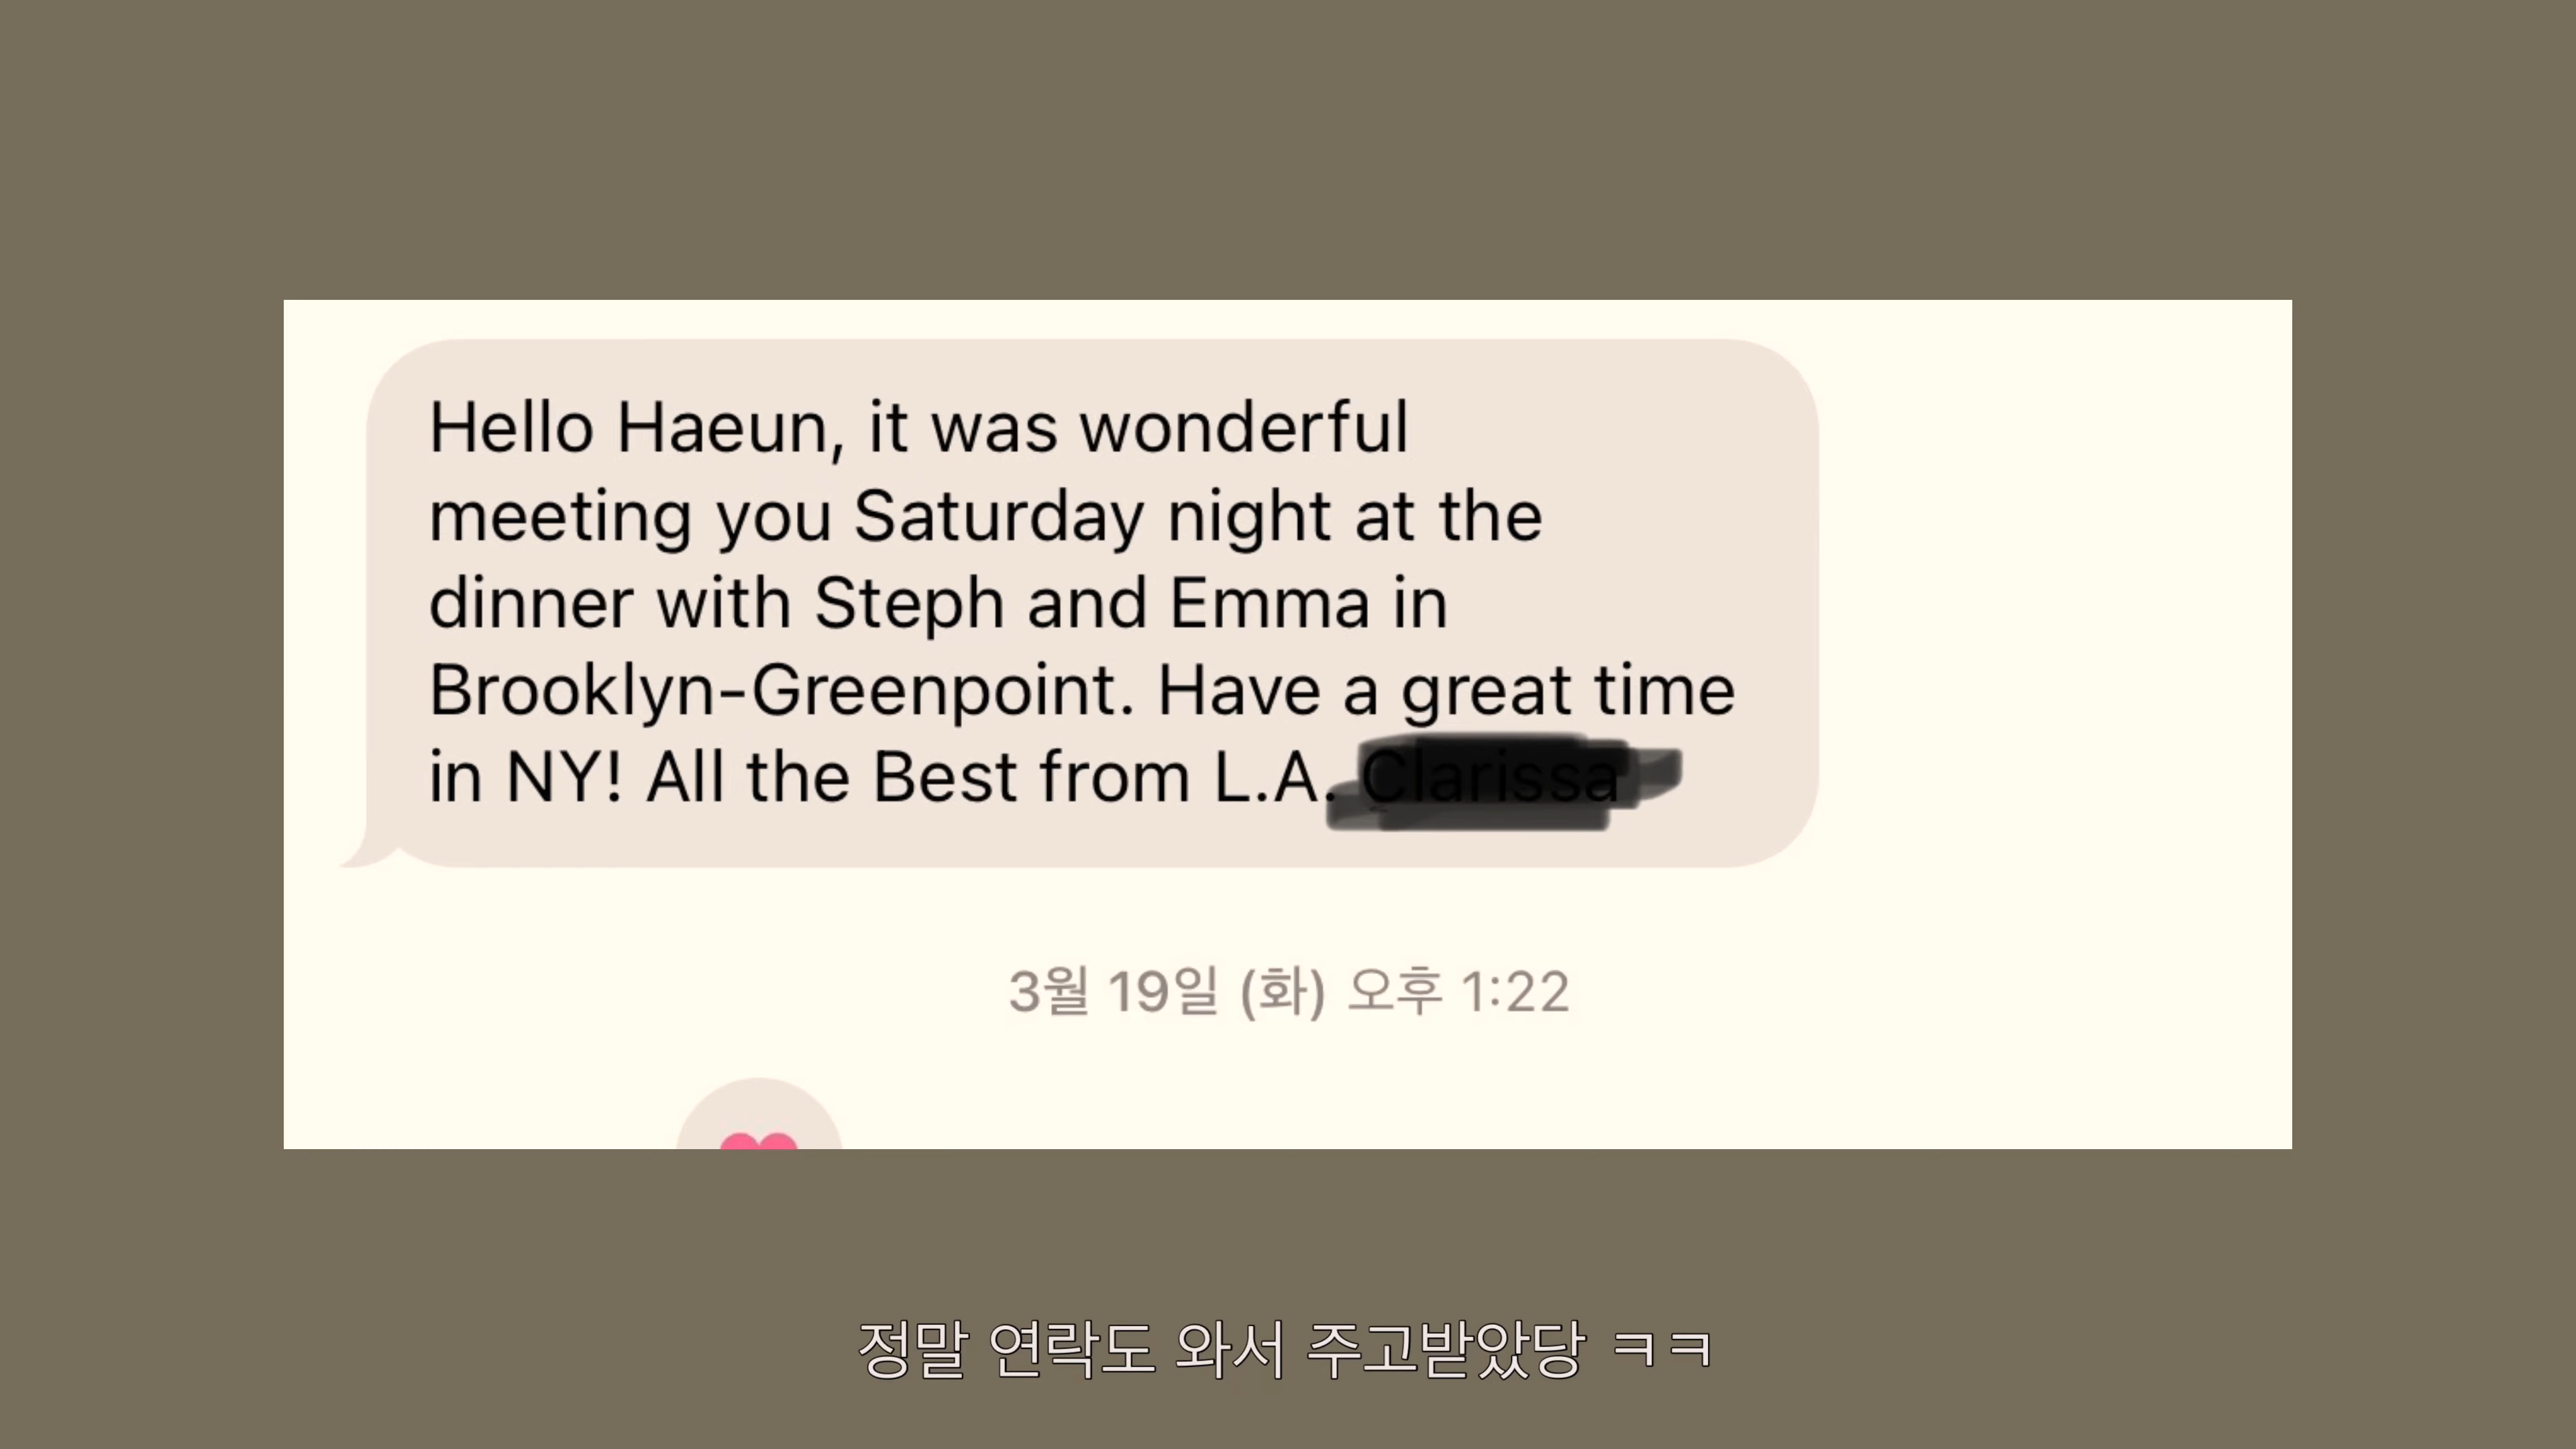 Hello Haeun, it was wonderful
meeting you Saturday night at the
dinner with Steph and Emma in
Brooklyn-Greenpoint. Have a great time
in NY! All the Best from L.A.
3월 19일 (화) 오후 1:22
정말 연락도 와서 주고받았당 ㅋㅋ